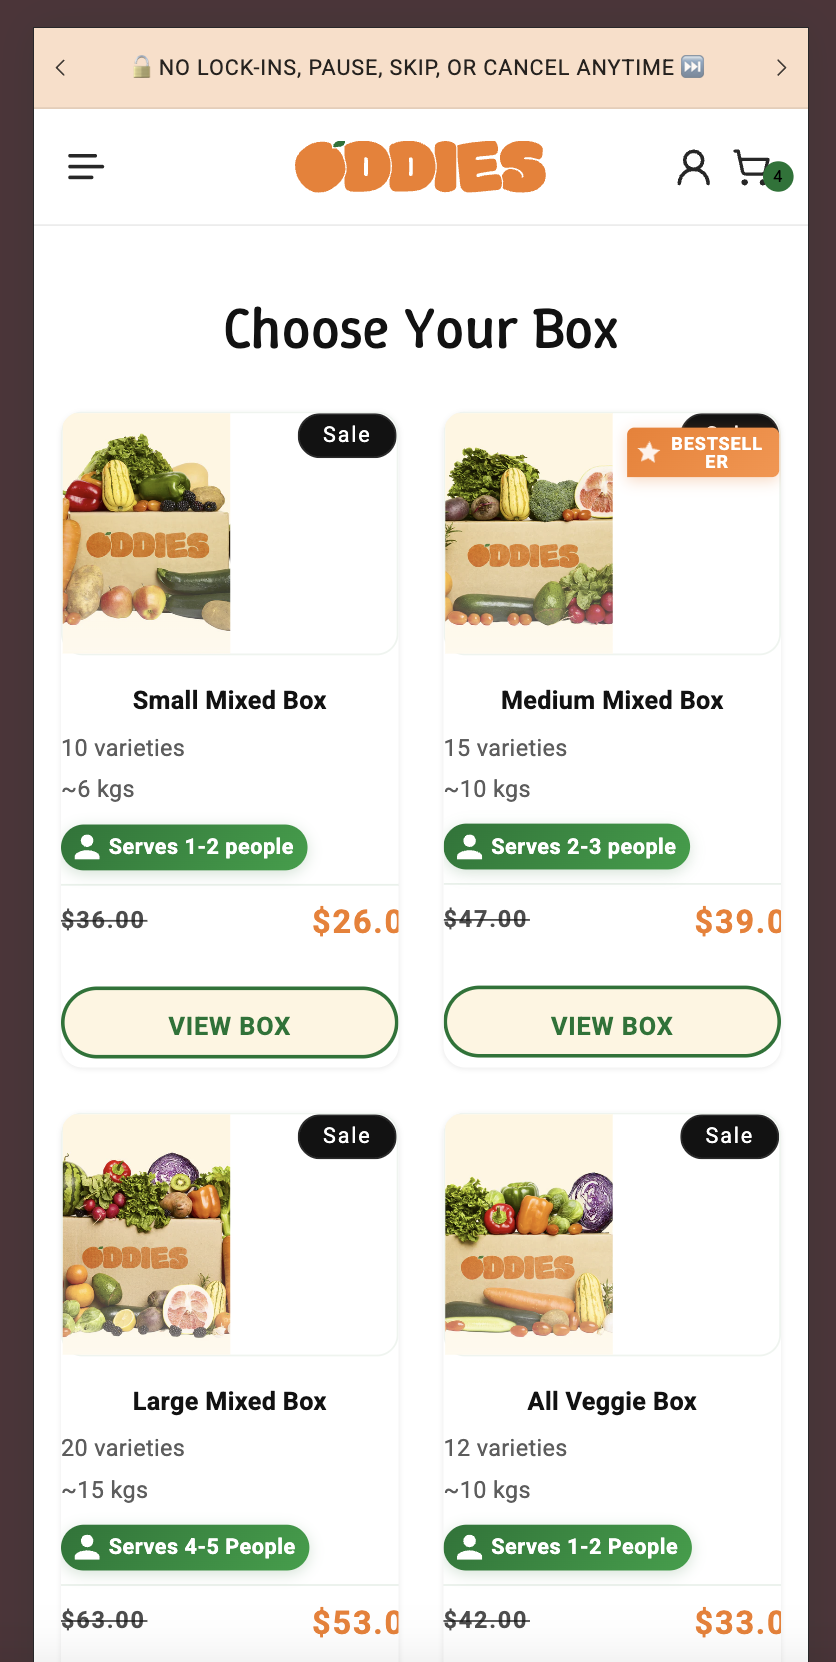 🔒 NO LOCK-INS, PAUSE, SKIP, OR CANCEL ANYTIME ⏭️
ODDIES
4
Choose Your Box
Sale
BESTSELL
ER
ODDIES
ODDIES
Small Mixed Box
Medium Mixed Box
10 varieties
15 varieties
~6 kgs
~10 kgs
Serves 1-2 people
Serves 2-3 people
$36.00
$26.0
$47.00
$39.0
VIEW BOX
VIEW BOX
Sale
Sale
ODDIES
ODDIES
Large Mixed Box
All Veggie Box
20 varieties
12 varieties
~15 kgs
~10 kgs
Serves 4-5 People
Serves 1-2 People
$63.00
$53.0
$42.00
$33.0